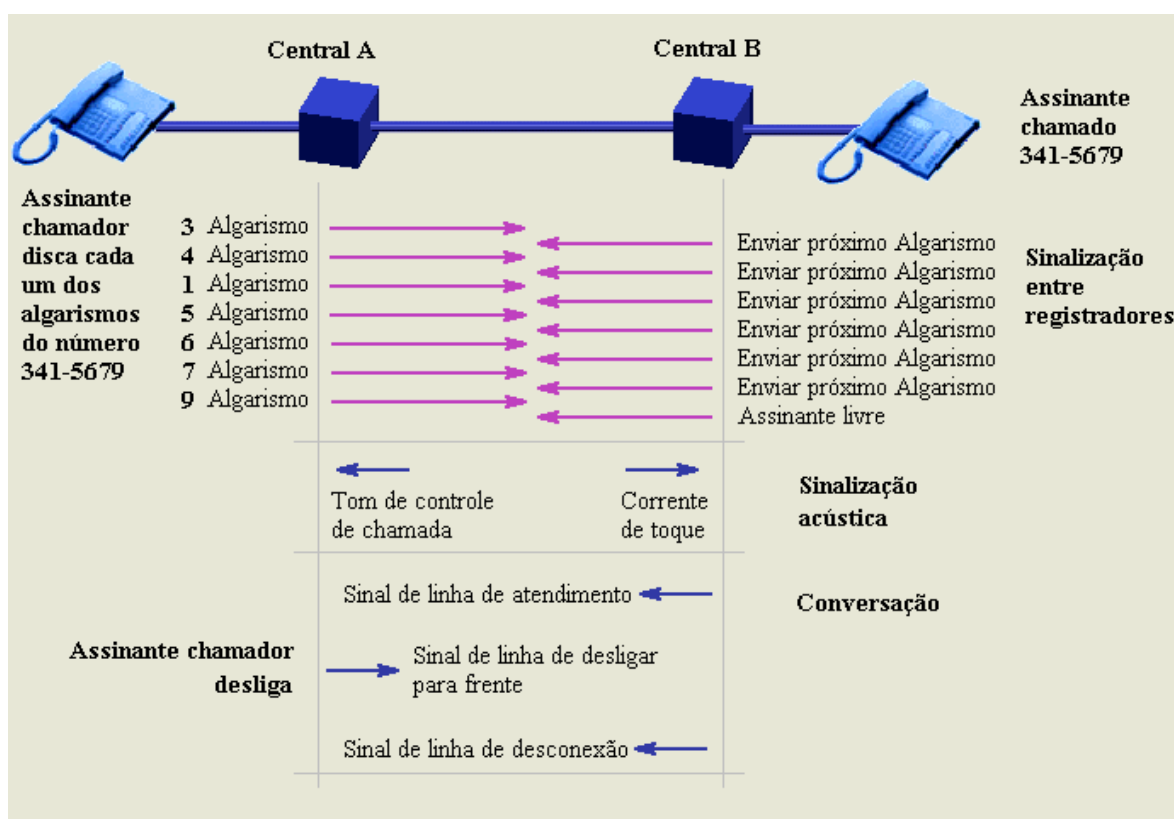 Central A
Central B
Assinante
chamado
341-5679
Assinante
chamador
disca cada
um dos
algarismos
do número
341-5679
3 Algarismo
4 Algarismo
1 Algarismo
5 Algarismo
6 Algarismo
7 Algarismo
9 Algarismo
Enviar próximo Algarismo
Enviar próximo Algarismo
Enviar próximo Algarismo
Enviar próximo Algarismo
Enviar próximo Algarismo
Enviar próximo Algarismo
Assinante livre
Sinalização
entre
registradores
Tom de controle
de chamada
Corrente
de toque
Sinalização
acústica
Sinal de linha de atendimento
Conversação
Assinante chamador
desliga
Sinal de linha de desligar
para frente
Sinal de linha de desconexão